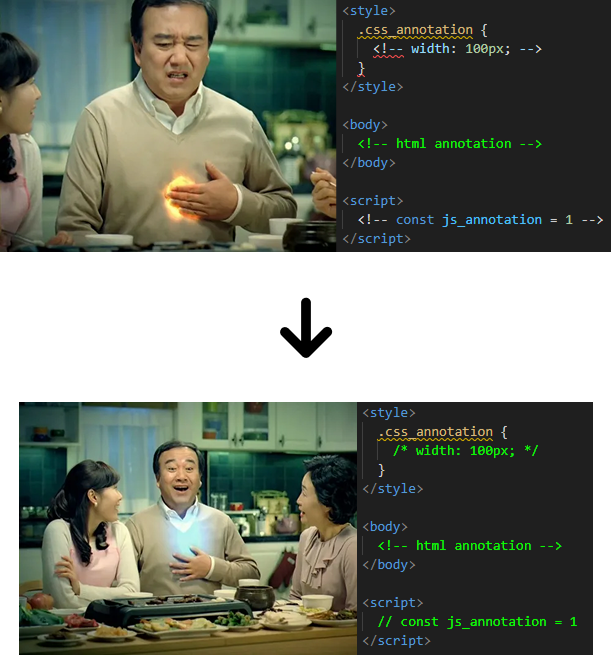 <style>
.css_annotation {
<!-- width: 100px; -->
}
</style>
<body>
<!-- html annotation -->
</body>
<script>
<!-- const js_annotation = 1 -->
</script>
<style>
.css_annotation {
/* width: 100px; */
}
</style>
<body>
<!-- html annotation -->
</body>
<script>
// const js_annotation = 1
</script>